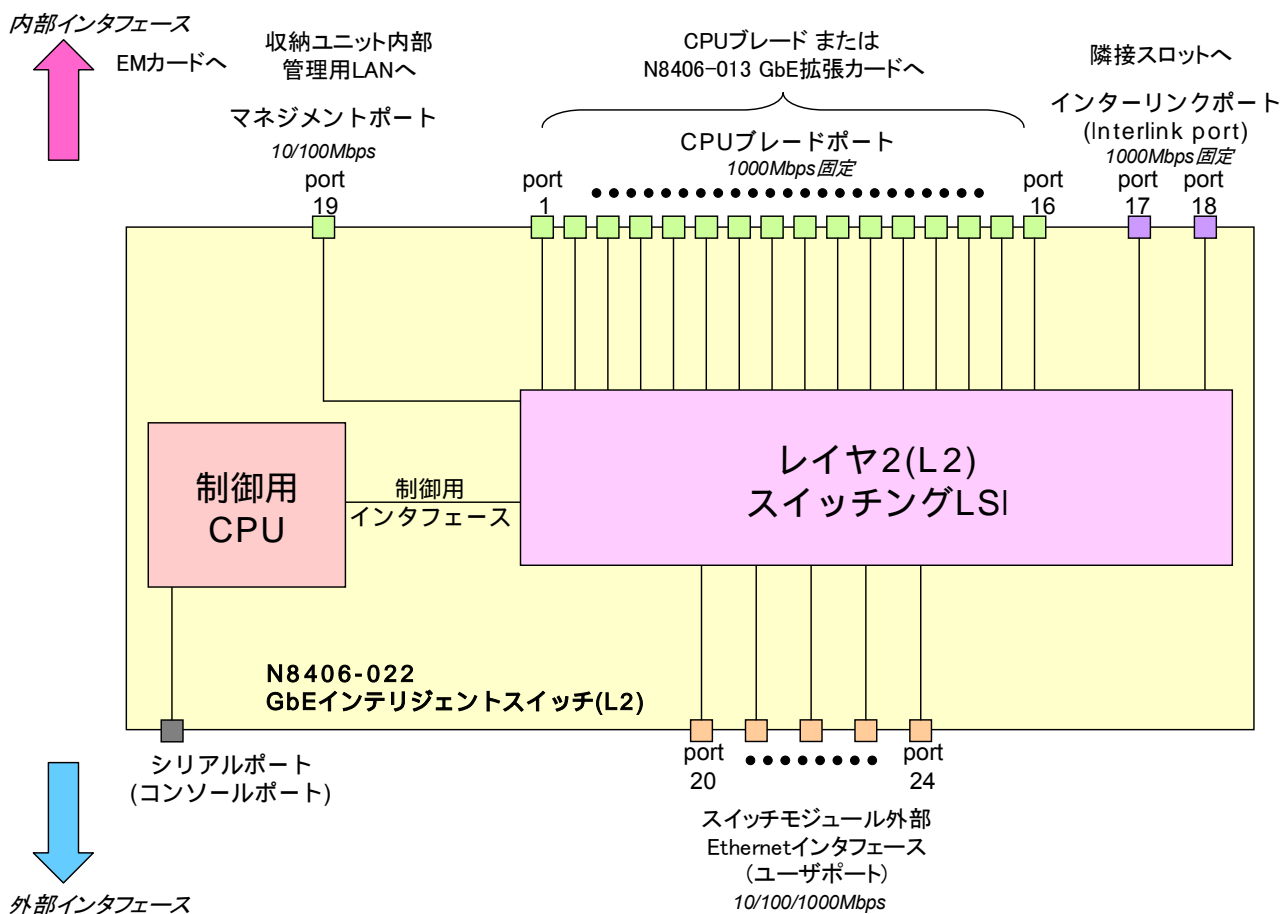 内部インタフェース
EMカードへ
収納ユニット内部
管理用LANへ
マネジメントポート
10/100Mbps
port
19
CPUブレード または
N8406-013 GbE拡張カードへ
CPUブレードポート
1000Mbps固定
port
1
16
隣接スロットへ
インターリンクポート
(Interlink port)
1000Mbps固定
port
17
port
18
制御用
CPU
制御用
インタフェース
レイヤ2(L2)
スイッチングLSI
N8406-022
GbEインテリジェントスイッチ(L2)
シリアルポート
(コンソールポート)
port
20
port
24
スイッチモジュール外部
Ethernetインタフェース
(ユーザポート)
10/100/1000Mbps
外部インタフェース